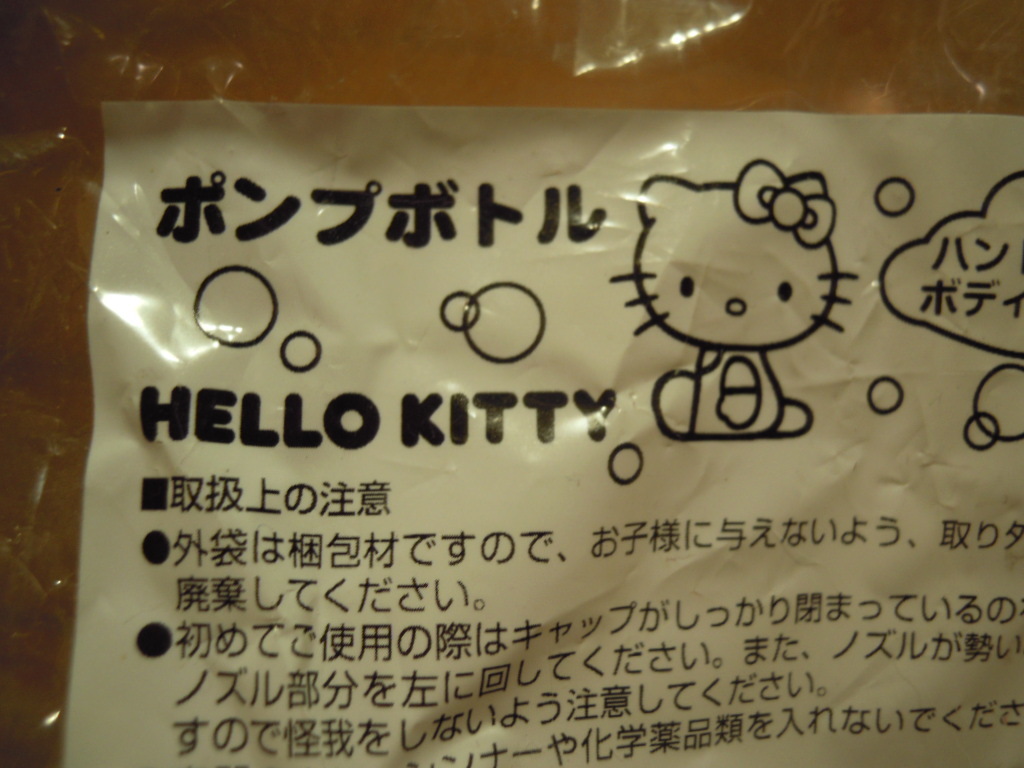 ポンプボトル
ハン
ボディ
HELLO KITTY
■取扱上の注意
●外袋は梱包材ですので、お子様に与えないよう、取り外
廃棄してください。
●初めてご使用の際はキャップがしっかり閉まっているの
ノズル部分を左に回してください。また、ノズルが勢い
すので怪我をしないよう注意してください。
シンナーや化学薬品類を入れないでくださ